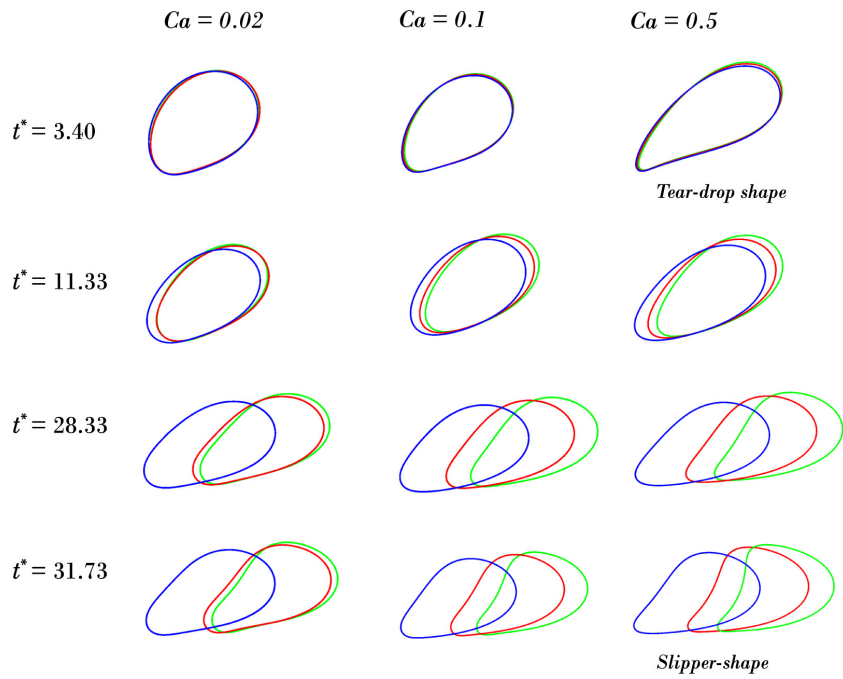 Ca = 0.02 Ca = 0.1 Ca = 0.5
t* = 3.40
Tear-drop shape
t* = 11.33
t* = 28.33
t* = 31.73
Slipper-shape